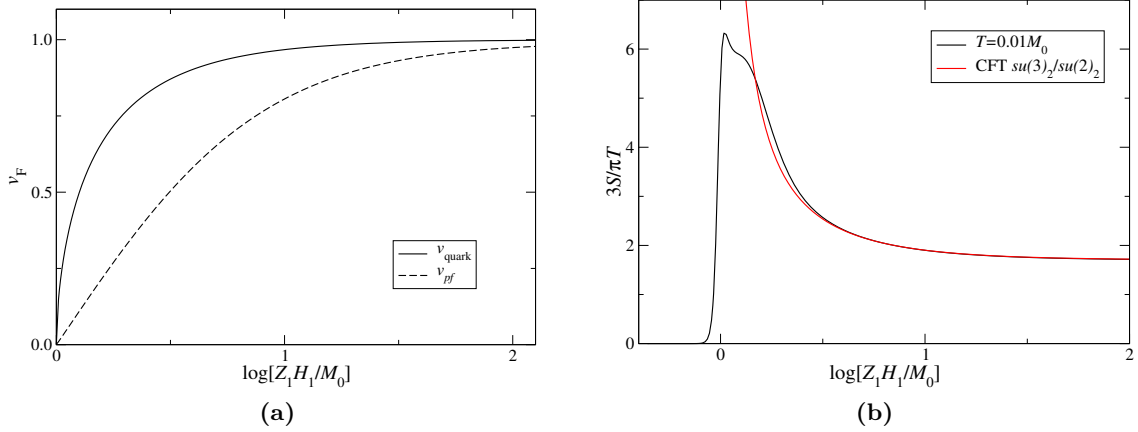 1.0
0.5
0.0
v_F
0
1
2
log[Z_1H_1/M_0]
v_quark
v_pf
(a)
6
4
2
0
3S/πT
0
1
2
log[Z_1H_1/M_0]
T=0.01M_0
CFT su(3)_2/su(2)_2
(b)